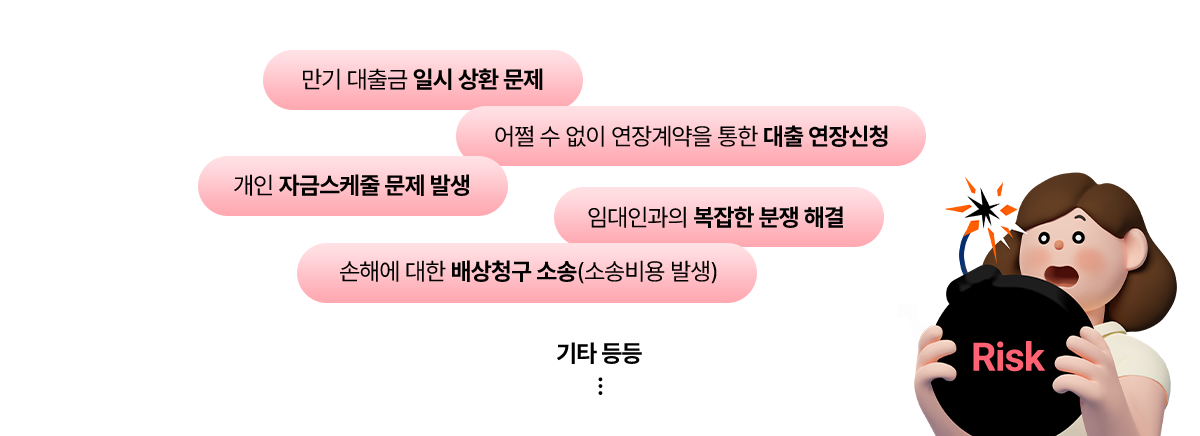 만기 대출금 일시 상환 문제
어쩔 수 없이 연장계약을 통한 대출 연장신청
개인 자금스케줄 문제 발생
임대인과의 복잡한 분쟁 해결
손해에 대한 배상청구 소송(소송비용 발생)
기타 등등
⋮
Risk